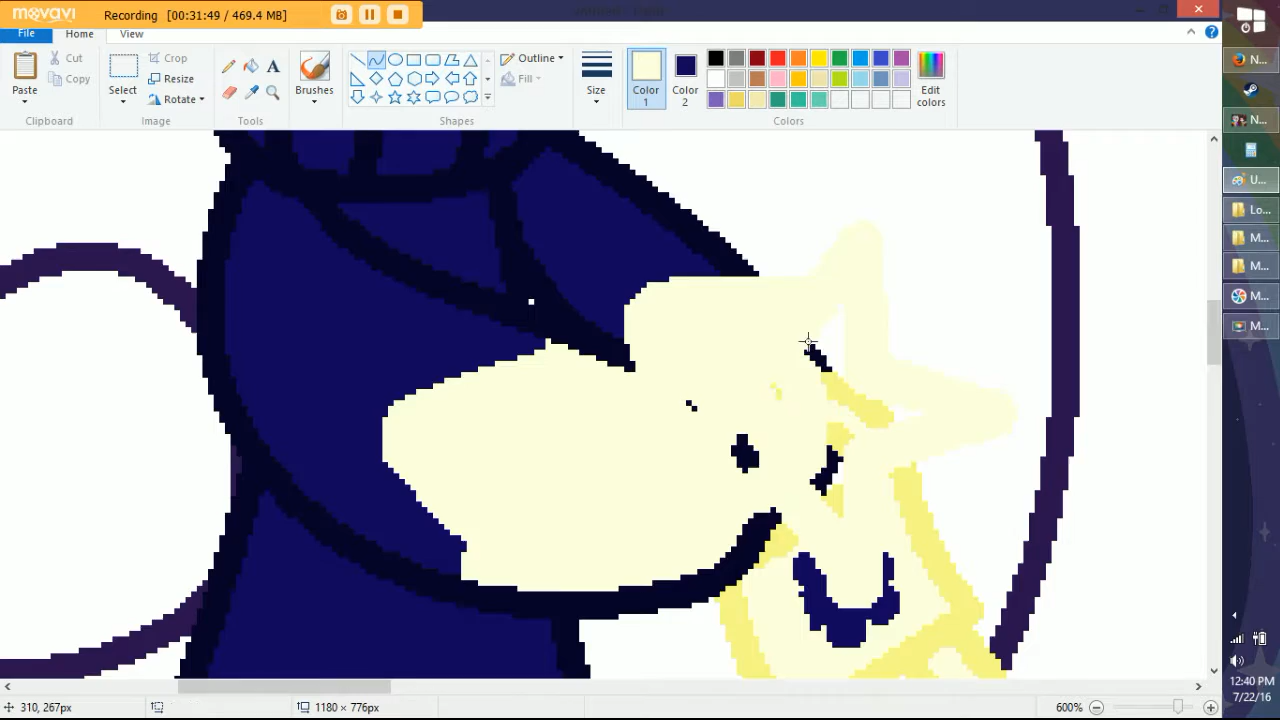 movavi Recording (00:31:49 / 469.4 MB)
File Home View
Paste
Cut
Copy
Clipboard
Select
Crop
Resize
Rotate
Image
Tools
Brushes
Outline
Fill
Shapes
Size
Color 1
Color 2
Colors
Edit colors
N...
N...
U...
Lo...
M...
M...
M...
M...
12:40 PM
7/22/16
310, 267px
1180 × 776px
600%